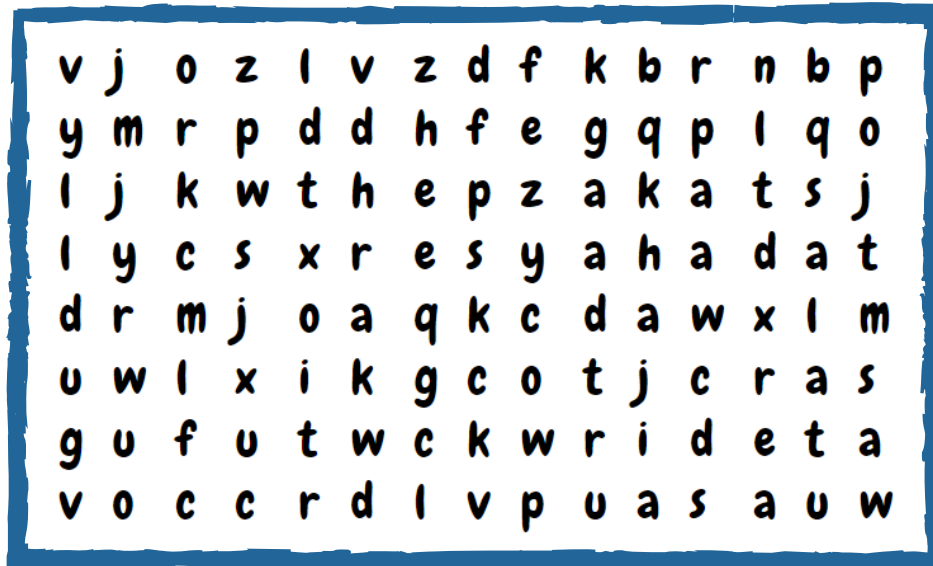 v j o z l v z d f k b r n b p
y m r p d d h f e g q p l q o
l j k w t h e p z a k a t s j
l y c s x r e s y a h a d a t
d r m j o a q k c d a w x l m
u w l x i k g c o t j c r a s
g u f u t w c k w r i d e t a
v o c c r d l v p u a s a u w